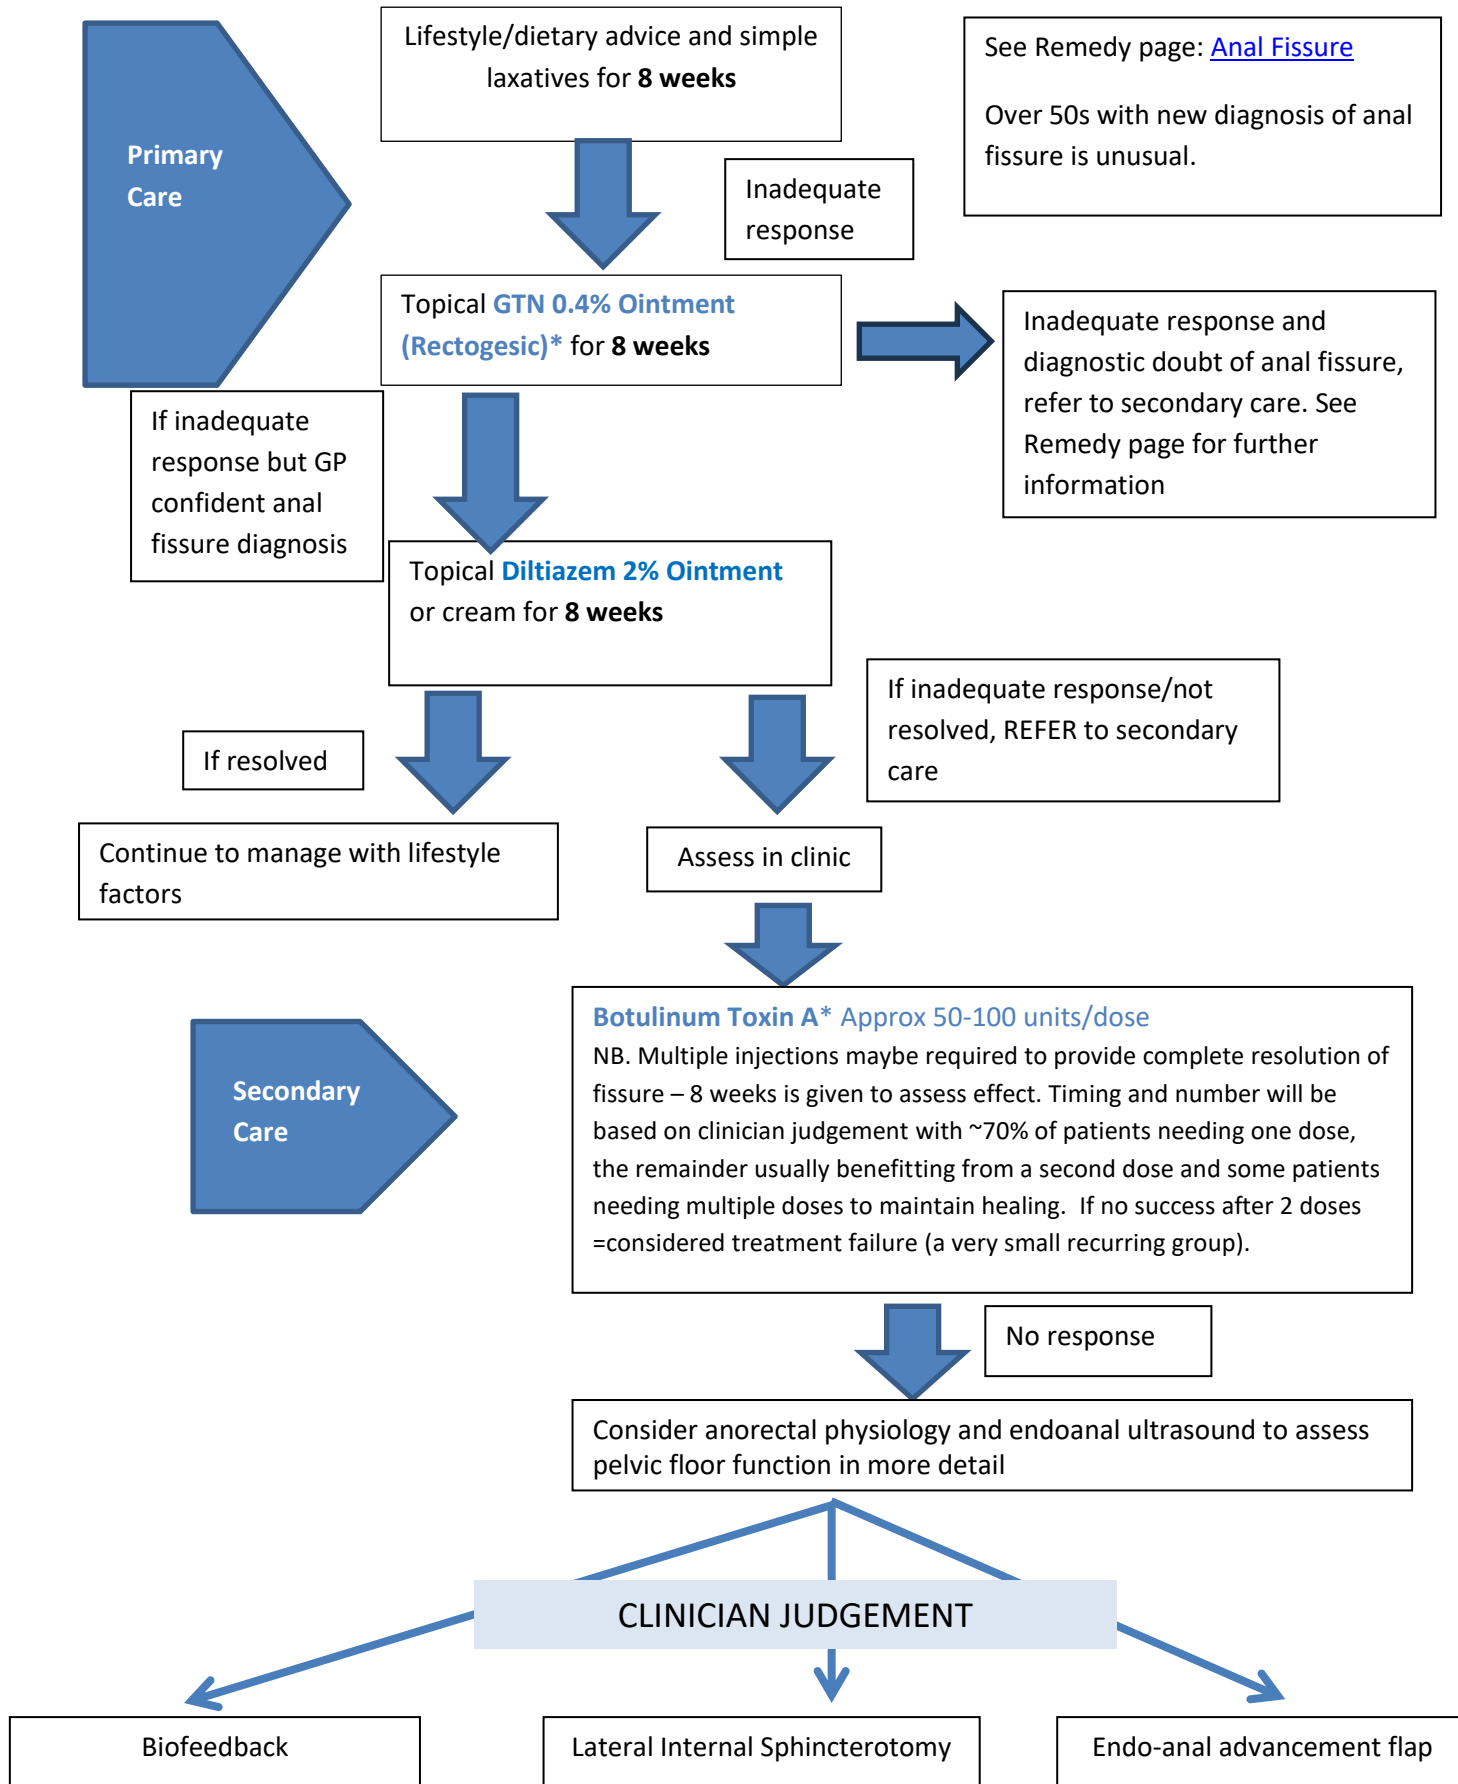 Lifestyle/dietary advice and simple
laxatives for 8 weeks
See Remedy page: Anal Fissure
Over 50s with new diagnosis of anal
fissure is unusual.
Primary
Care
Inadequate
response
Topical GTN 0.4% Ointment
(Rectogesic)* for 8 weeks
Inadequate response and
diagnostic doubt of anal fissure,
refer to secondary care. See
Remedy page for further
information
If inadequate
response but GP
confident anal
fissure diagnosis
Topical Diltiazem 2% Ointment
or cream for 8 weeks
If inadequate response/not
resolved, REFER to secondary
care
If resolved
Continue to manage with lifestyle
factors
Assess in clinic
Secondary
Care
Botulinum Toxin A* Approx 50-100 units/dose
NB. Multiple injections maybe required to provide complete resolution of
fissure – 8 weeks is given to assess effect. Timing and number will be
based on clinician judgement with ~70% of patients needing one dose,
the remainder usually benefitting from a second dose and some patients
needing multiple doses to maintain healing.  If no success after 2 doses
=considered treatment failure (a very small recurring group).
No response
Consider anorectal physiology and endoanal ultrasound to assess
pelvic floor function in more detail
CLINICIAN JUDGEMENT
Biofeedback
Lateral Internal Sphincterotomy
Endo-anal advancement flap